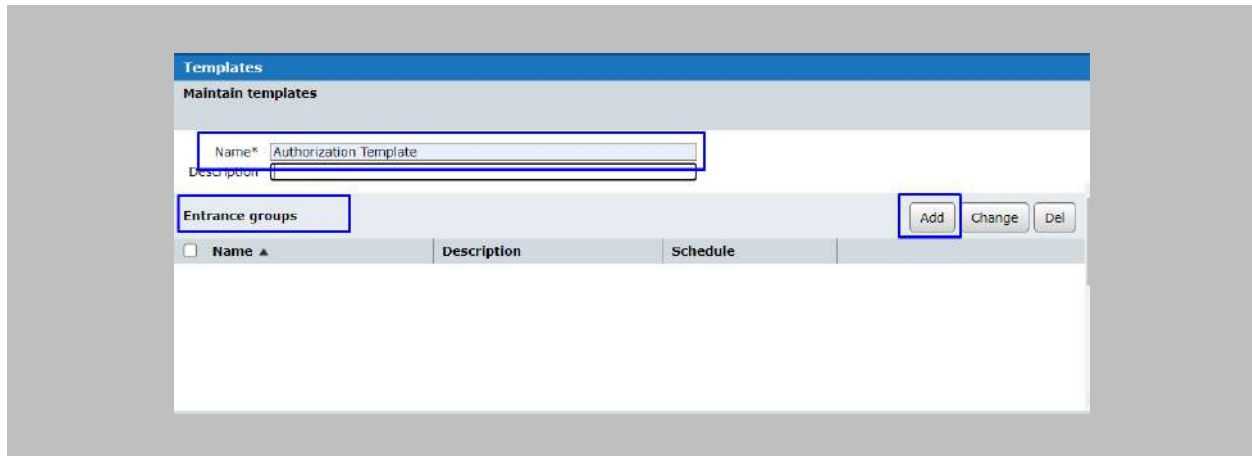 Templates
Maintain templates
Name* Authorization Template
Description
Entrance groups Add Change Del
Name ▲ Description Schedule